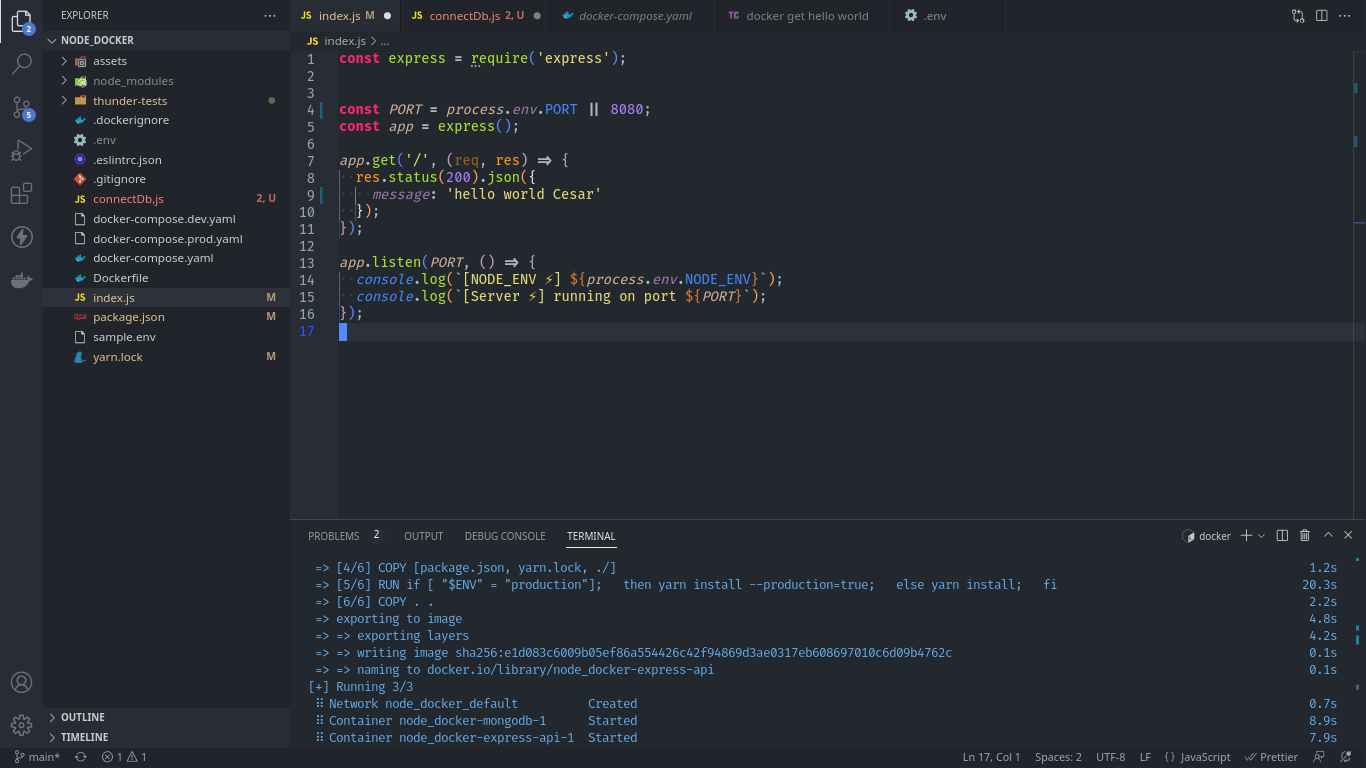 EXPLORER
NODE_DOCKER
assets
node_modules
thunder-tests
.dockerignore
.env
.eslintrc.json
.gitignore
connectDb.js 2, U
docker-compose.dev.yaml
docker-compose.prod.yaml
docker-compose.yaml
Dockerfile
index.js M
package.json M
sample.env
yarn.lock M
OUTLINE
TIMELINE
2
5
JS index.js M
JS connectDb.js 2, U
docker-compose.yaml
TC docker get hello world
.env
JS index.js > ...
1 const express = require('express');
2
3
4 const PORT = process.env.PORT || 8080;
5 const app = express();
6
7 app.get('/', (req, res) => {
8 res.status(200).json({
9 message: 'hello world Cesar'
10 });
11 });
12
13 app.listen(PORT, () => {
14 console.log(`[NODE_ENV ⚡] ${process.env.NODE_ENV}`);
15 console.log(`[Server ⚡] running on port ${PORT}`);
16 });
17
PROBLEMS 2 OUTPUT DEBUG CONSOLE TERMINAL docker
=> [4/6] COPY [package.json, yarn.lock, ./] 1.2s
=> [5/6] RUN if [ "$ENV" = "production"]; then yarn install --production=true; else yarn install; fi 20.3s
=> [6/6] COPY . . 2.2s
=> exporting to image 4.8s
=> => exporting layers 4.2s
=> => writing image sha256:e1d083c6009b05ef86a554426c42f94869d3ae0317eb608697010c6d09b4762c 0.1s
=> => naming to docker.io/library/node_docker-express-api 0.1s
[+] Running 3/3
⠿ Network node_docker_default Created 0.7s
⠿ Container node_docker-mongodb-1 Started 8.9s
⠿ Container node_docker-express-api-1 Started 7.9s
main* 1 1 Ln 17, Col 1 Spaces: 2 UTF-8 LF {} JavaScript Prettier